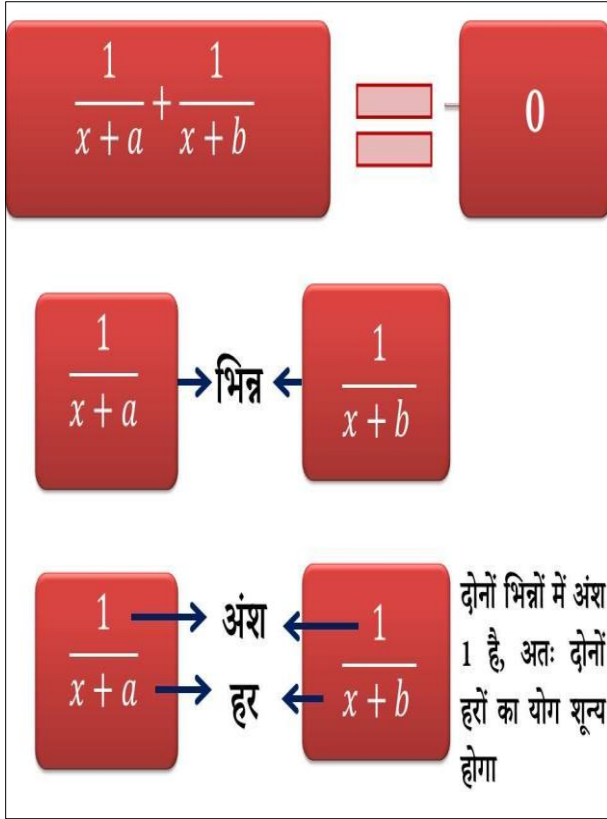 1/(x + a) + 1/(x + b) = 0
1/(x + a) → भिन्न ← 1/(x + b)
1 → अंश ← 1
x + a → हर ← x + b
दोनों भिन्नों में अंश
1 है, अतः दोनों
हरों का योग शून्य
होगा